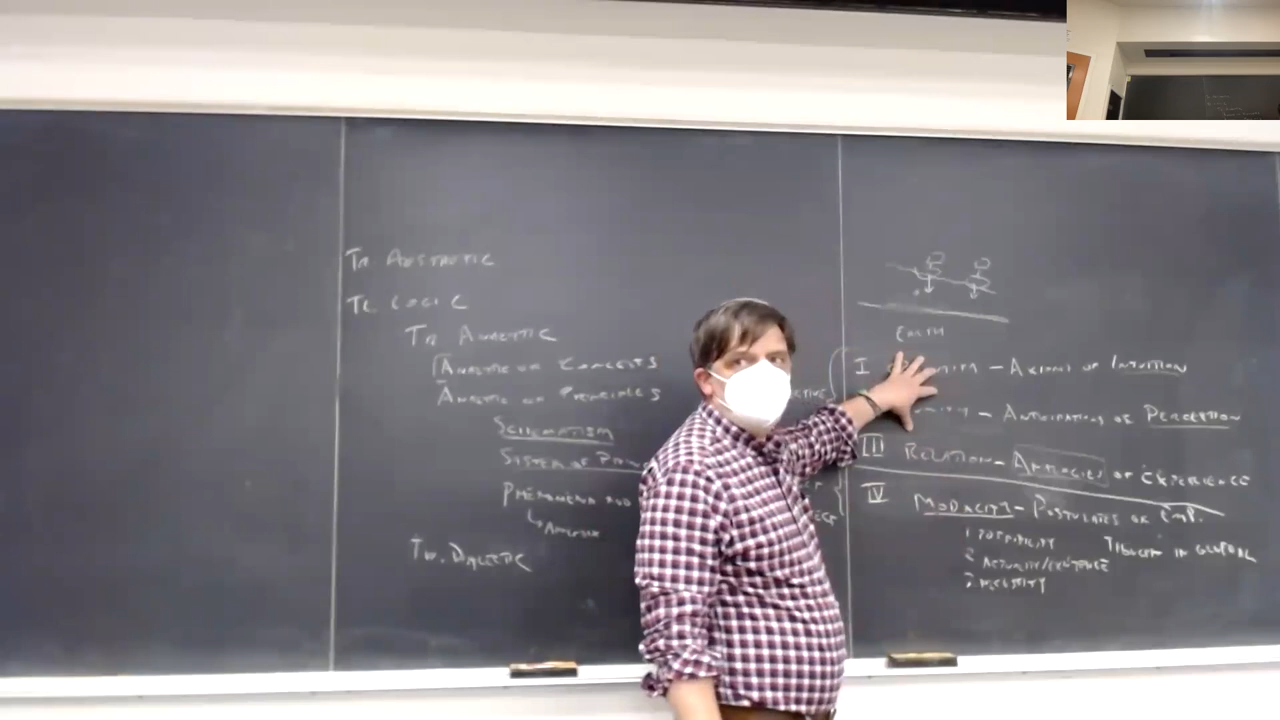 Tr Aesthetic
Tr Logic
Tr Analytic
Analytic of Concepts
Analytic of Principles
Schematism
System of
Phenomena
Tr. Dialectic
Earth
I – Axioms of Intuition
– Anticipations of Perception
III Relation – Analogies of Experience
IV Modality – Postulates of Emp.
1. Possibility
2 Actuality/Existence
3. Necessity
Thought in General